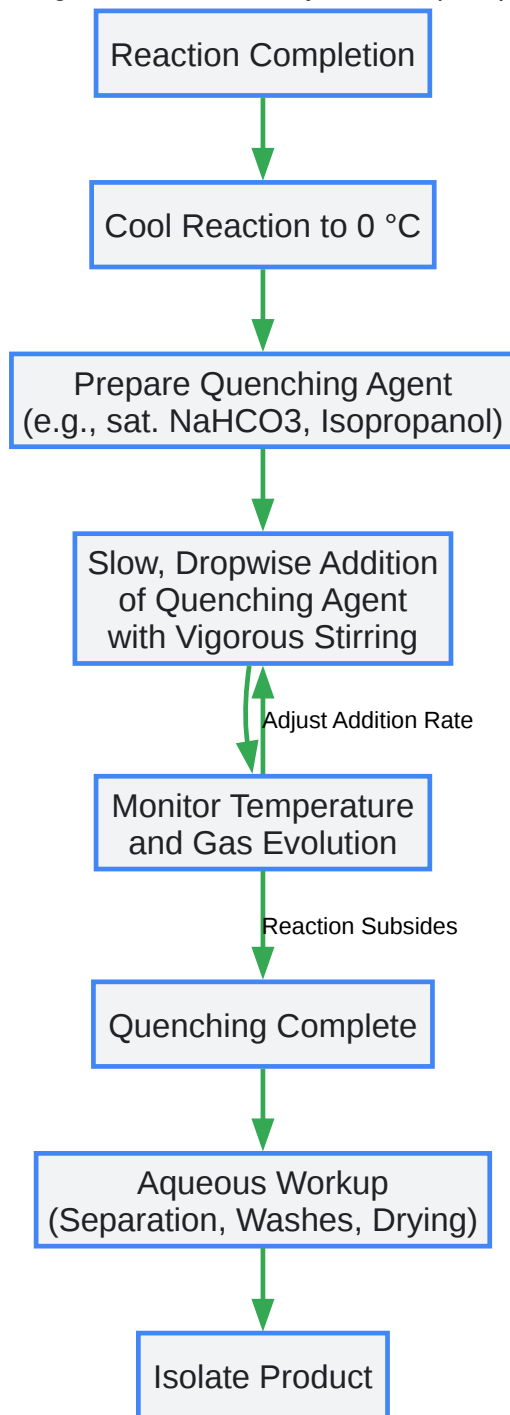 Reaction Completion
Cool Reaction to 0 °C
Prepare Quenching Agent
(e.g., sat. NaHCO3, Isopropanol)
Slow, Dropwise Addition
of Quenching Agent
with Vigorous Stirring
Adjust Addition Rate
Monitor Temperature
and Gas Evolution
Reaction Subsides
Quenching Complete
Aqueous Workup
(Separation, Washes, Drying)
Isolate Product